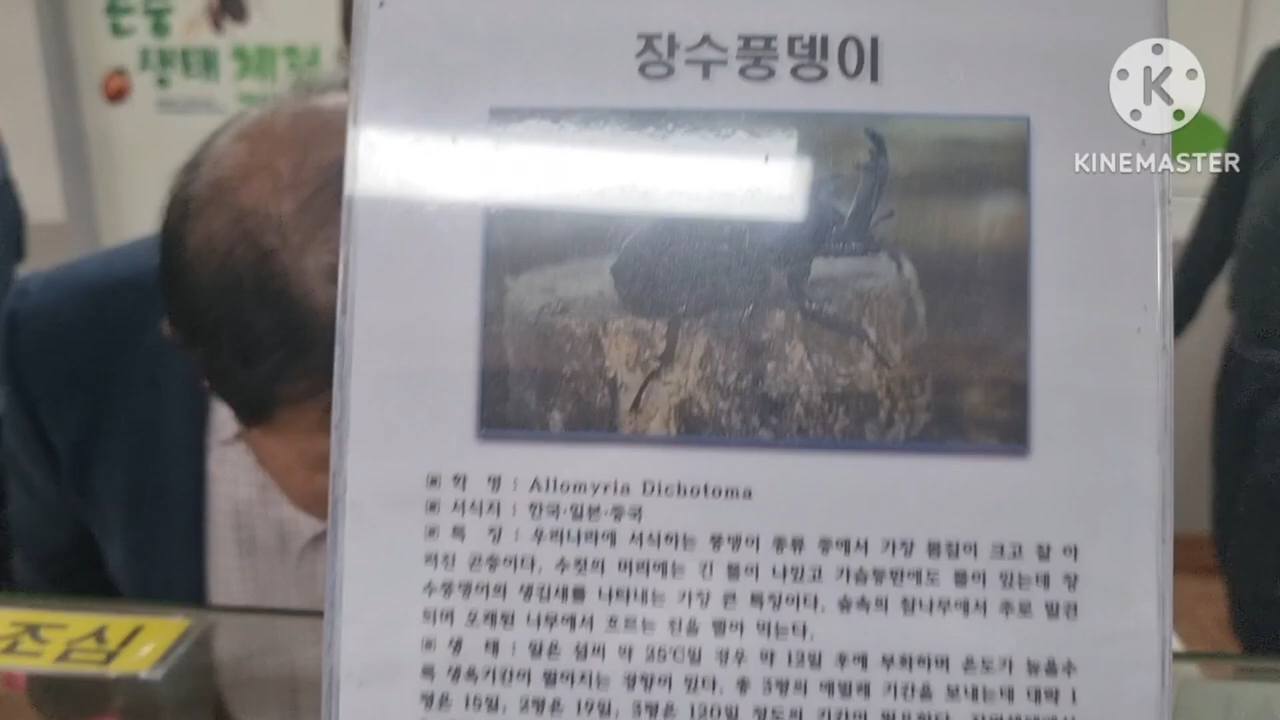 곤충
생태 체험
장수풍뎅이
KINEMASTER
▣ 학 명 : Allomyria Dichotoma
▣ 서식지 : 한국·일본·중국
▣ 특 징 : 우리나라에 서식하는 풍뎅이 종류 중에서 가장 몸집이 크고 잘 알
려진 곤충이다. 수컷의 머리에는 긴 뿔이 나있고 가슴등판에도 뿔이 있는데 장
수풍뎅이의 생김새를 나타내는 가장 큰 특징이다. 숲속의 참나무에서 주로 발견
되며 오래된 나무에서 흐르는 진을 빨아 먹는다.
▣ 생 태 : 알은 섭씨 약 25℃일 경우 약 12일 후에 부화하며 온도가 높을수
록 생육기간이 짧아지는 경향이 있다. 총 3령의 애벌레 기간을 보내는데 대략 1
령은 15일, 2령은 19일, 3령은 120일 정도의 기간이 필요하다.
조심